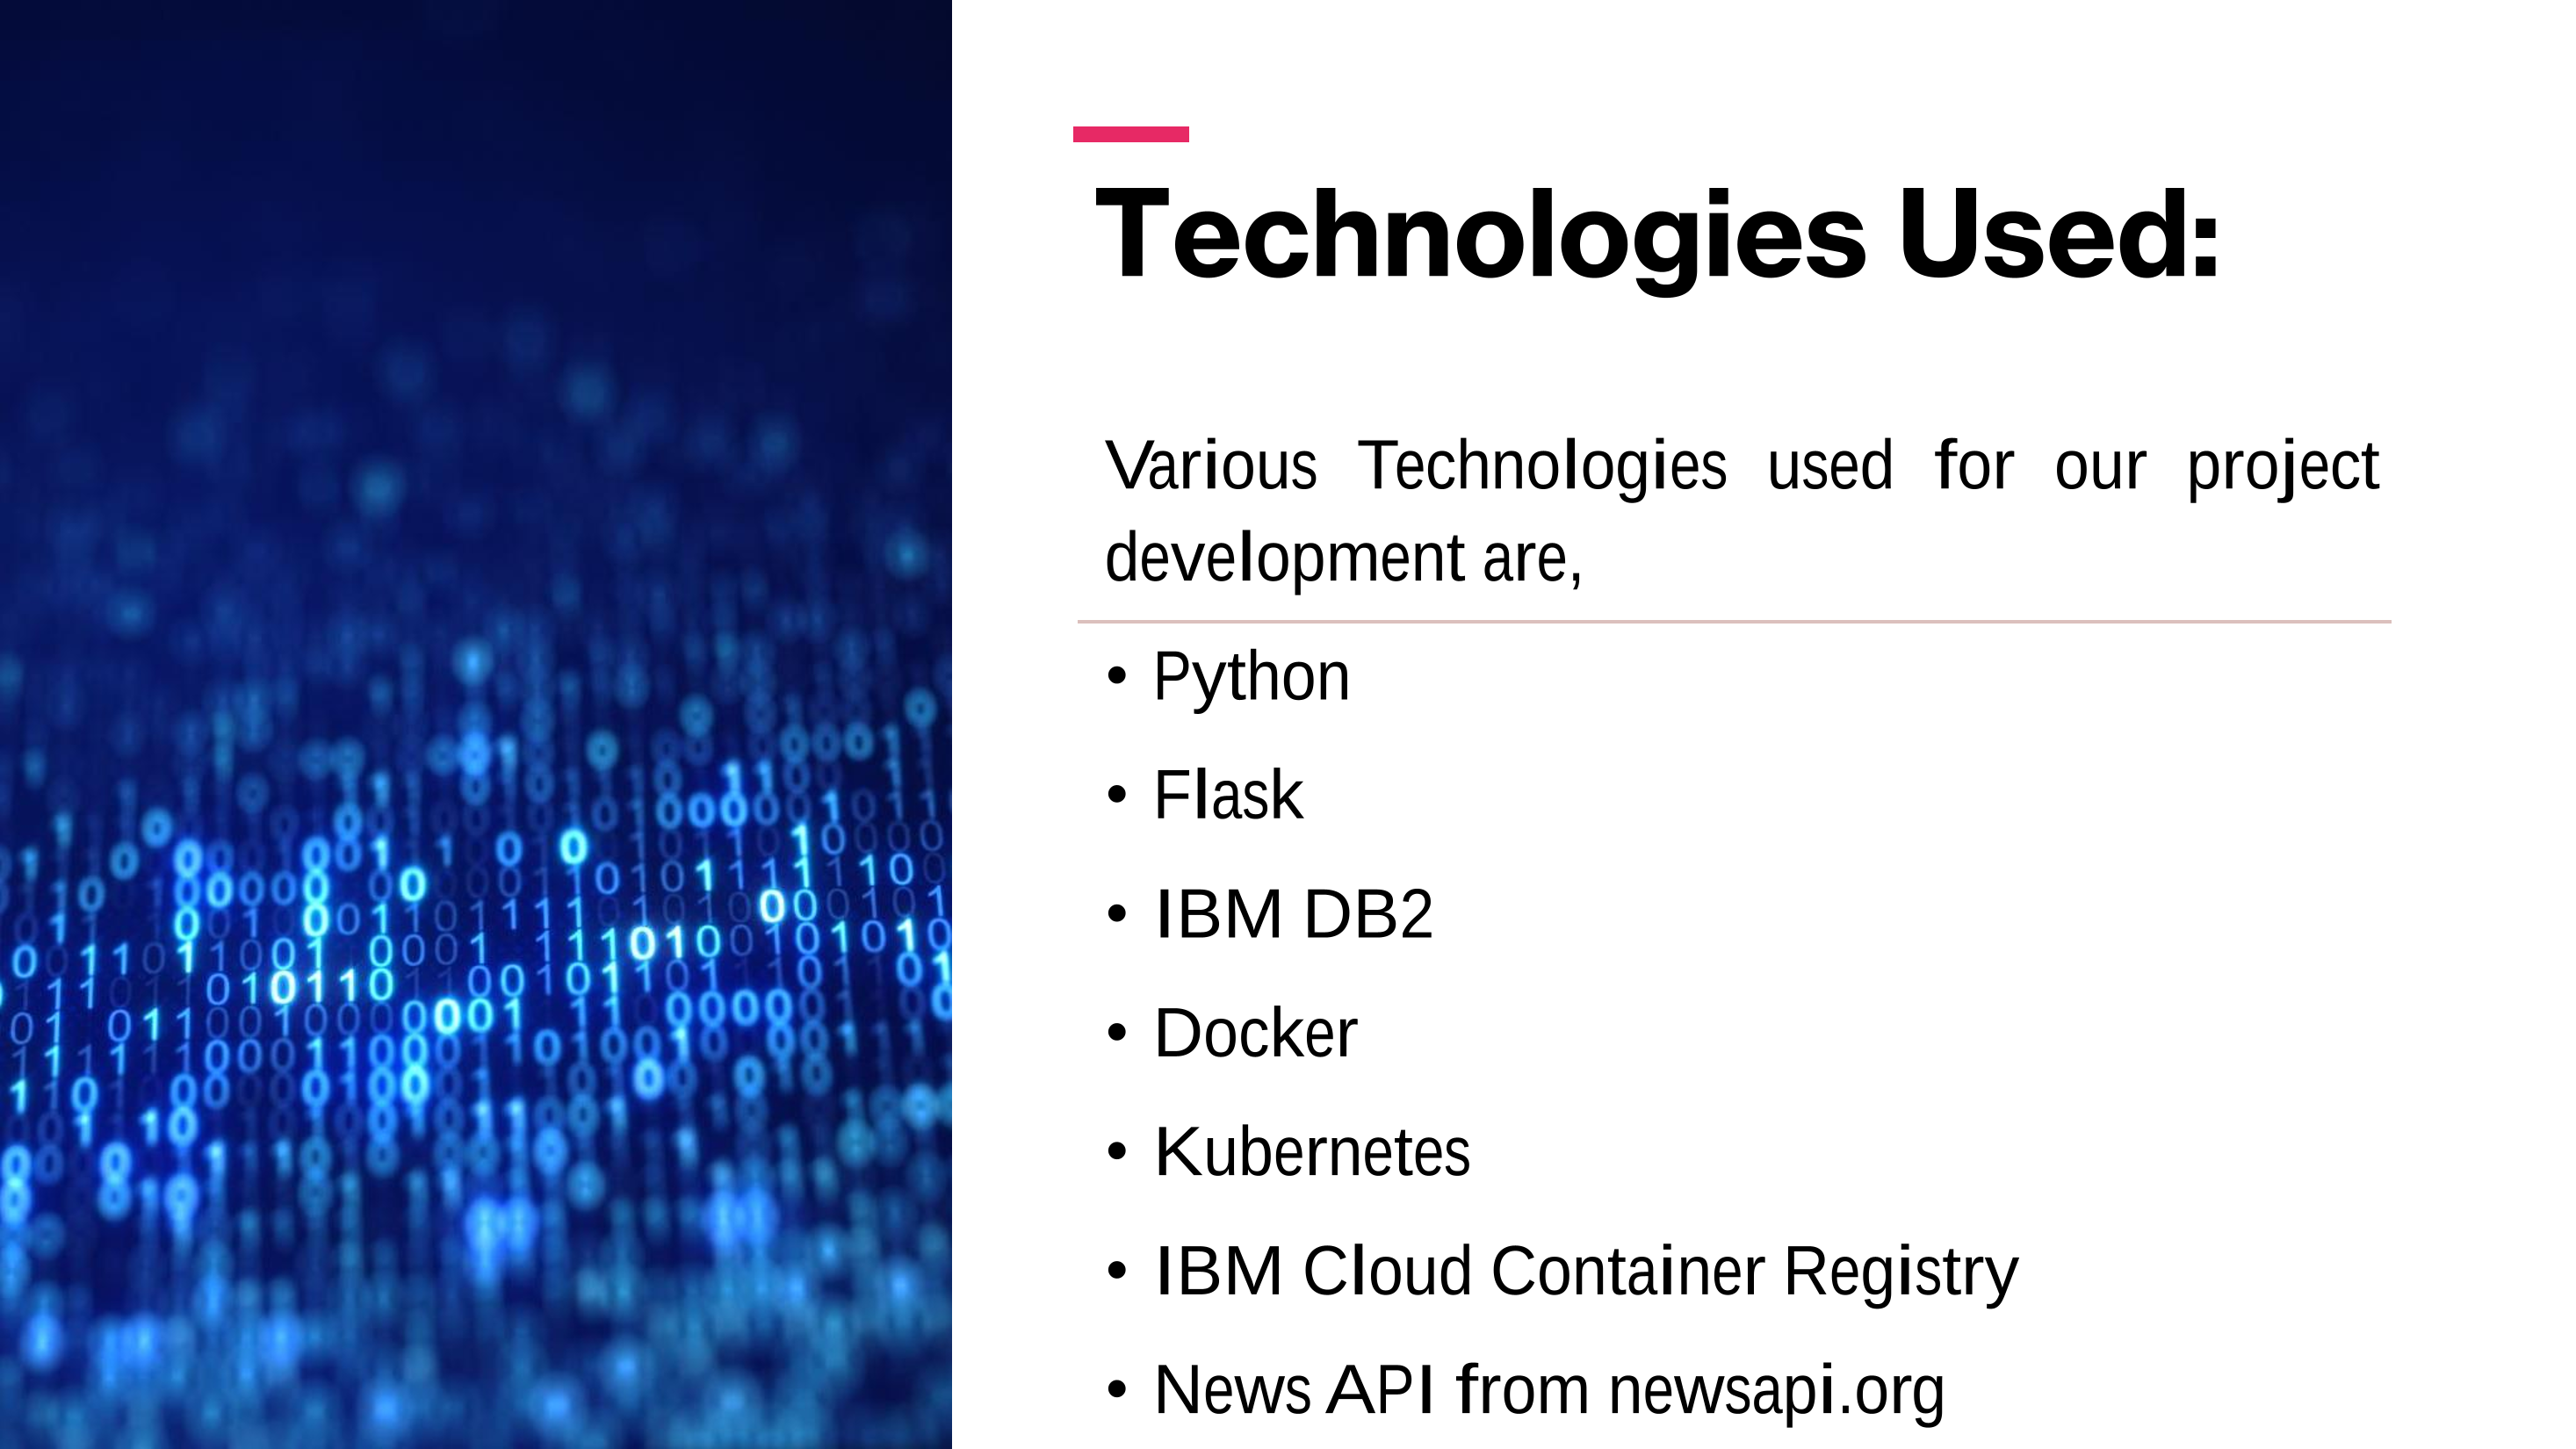 Technologies Used:
Various Technologies used for our project
development are,
• Python
• Flask
• IBM DB2
• Docker
• Kubernetes
• IBM Cloud Container Registry
• News API from newsapi.org